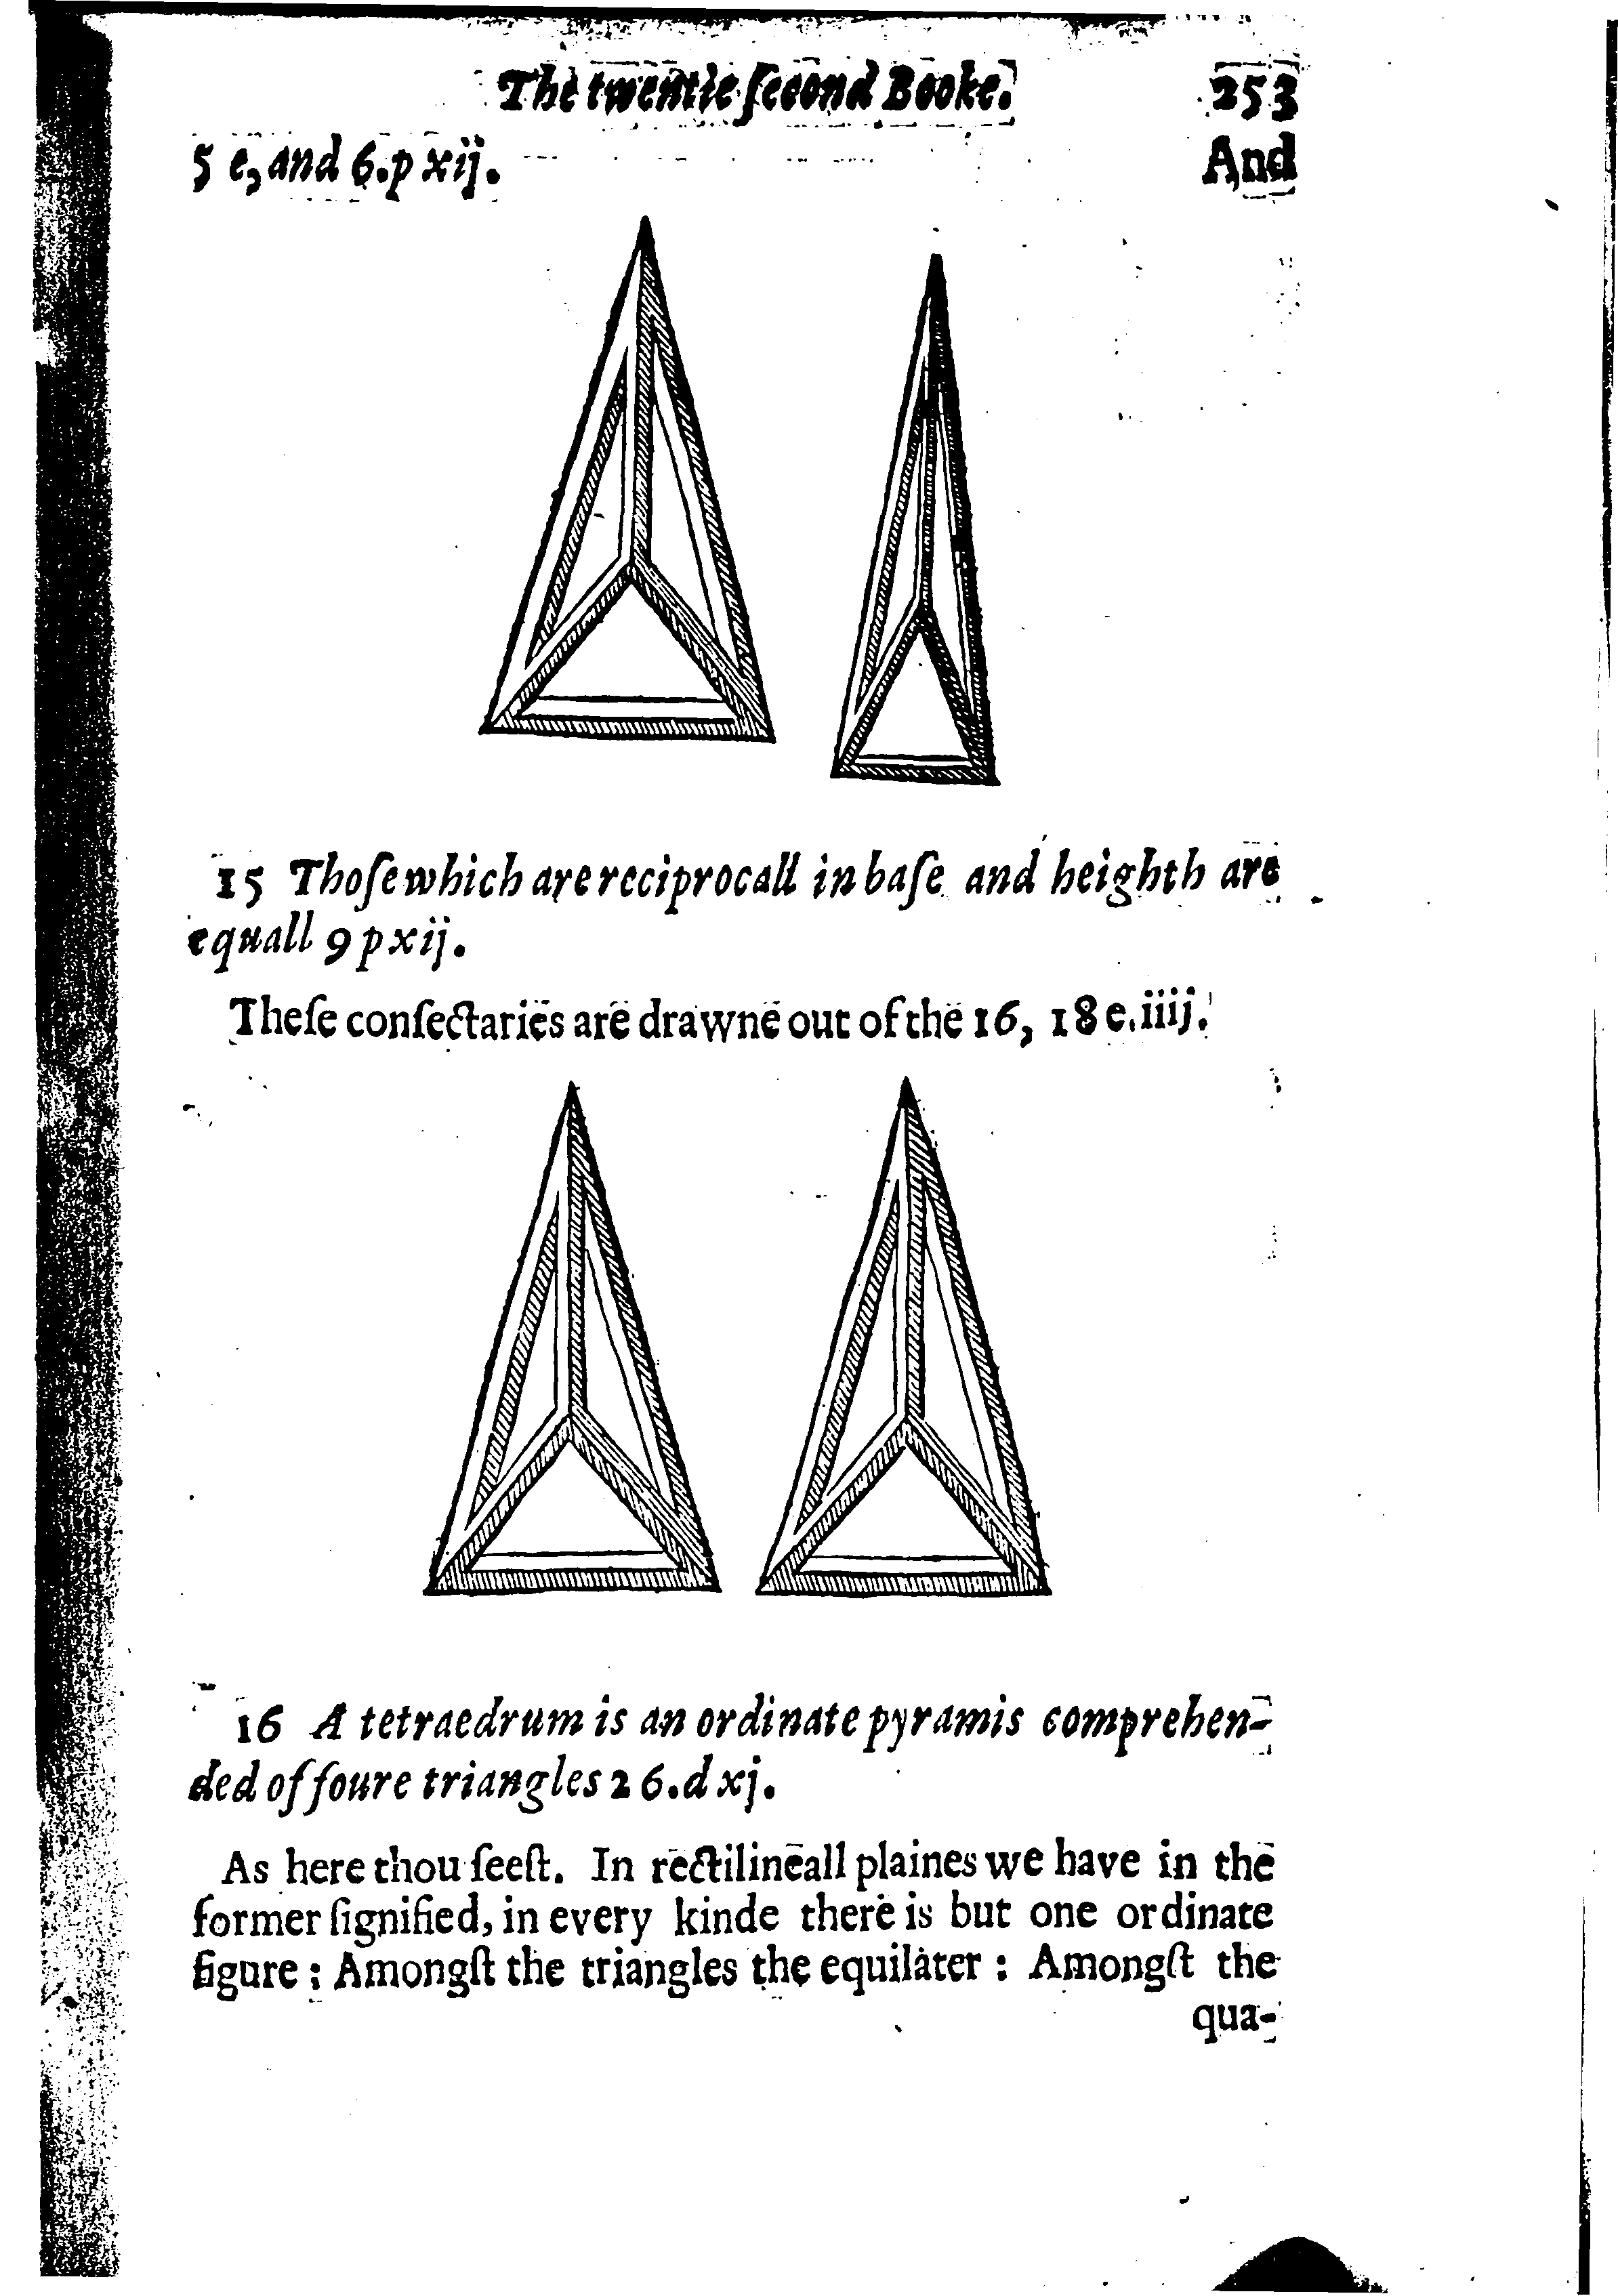 The twentie ſecond Booke. 253
5 e, and 6. p xij. And
15 Thoſe which are reciprocall in baſe and heighth are
equall 9 p xij.
Theſe conſectaries are drawne out of the 16, 18 e. iiij.
16 A tetraedrum is an ordinate pyramis comprehen-
ded of foure triangles 26. d xj.
As here thou ſeeſt. In rectilineall plaines we have in the
former ſignified, in every kinde there is but one ordinate
figure : Amongſt the triangles the equilater : Amongſt the
qua-